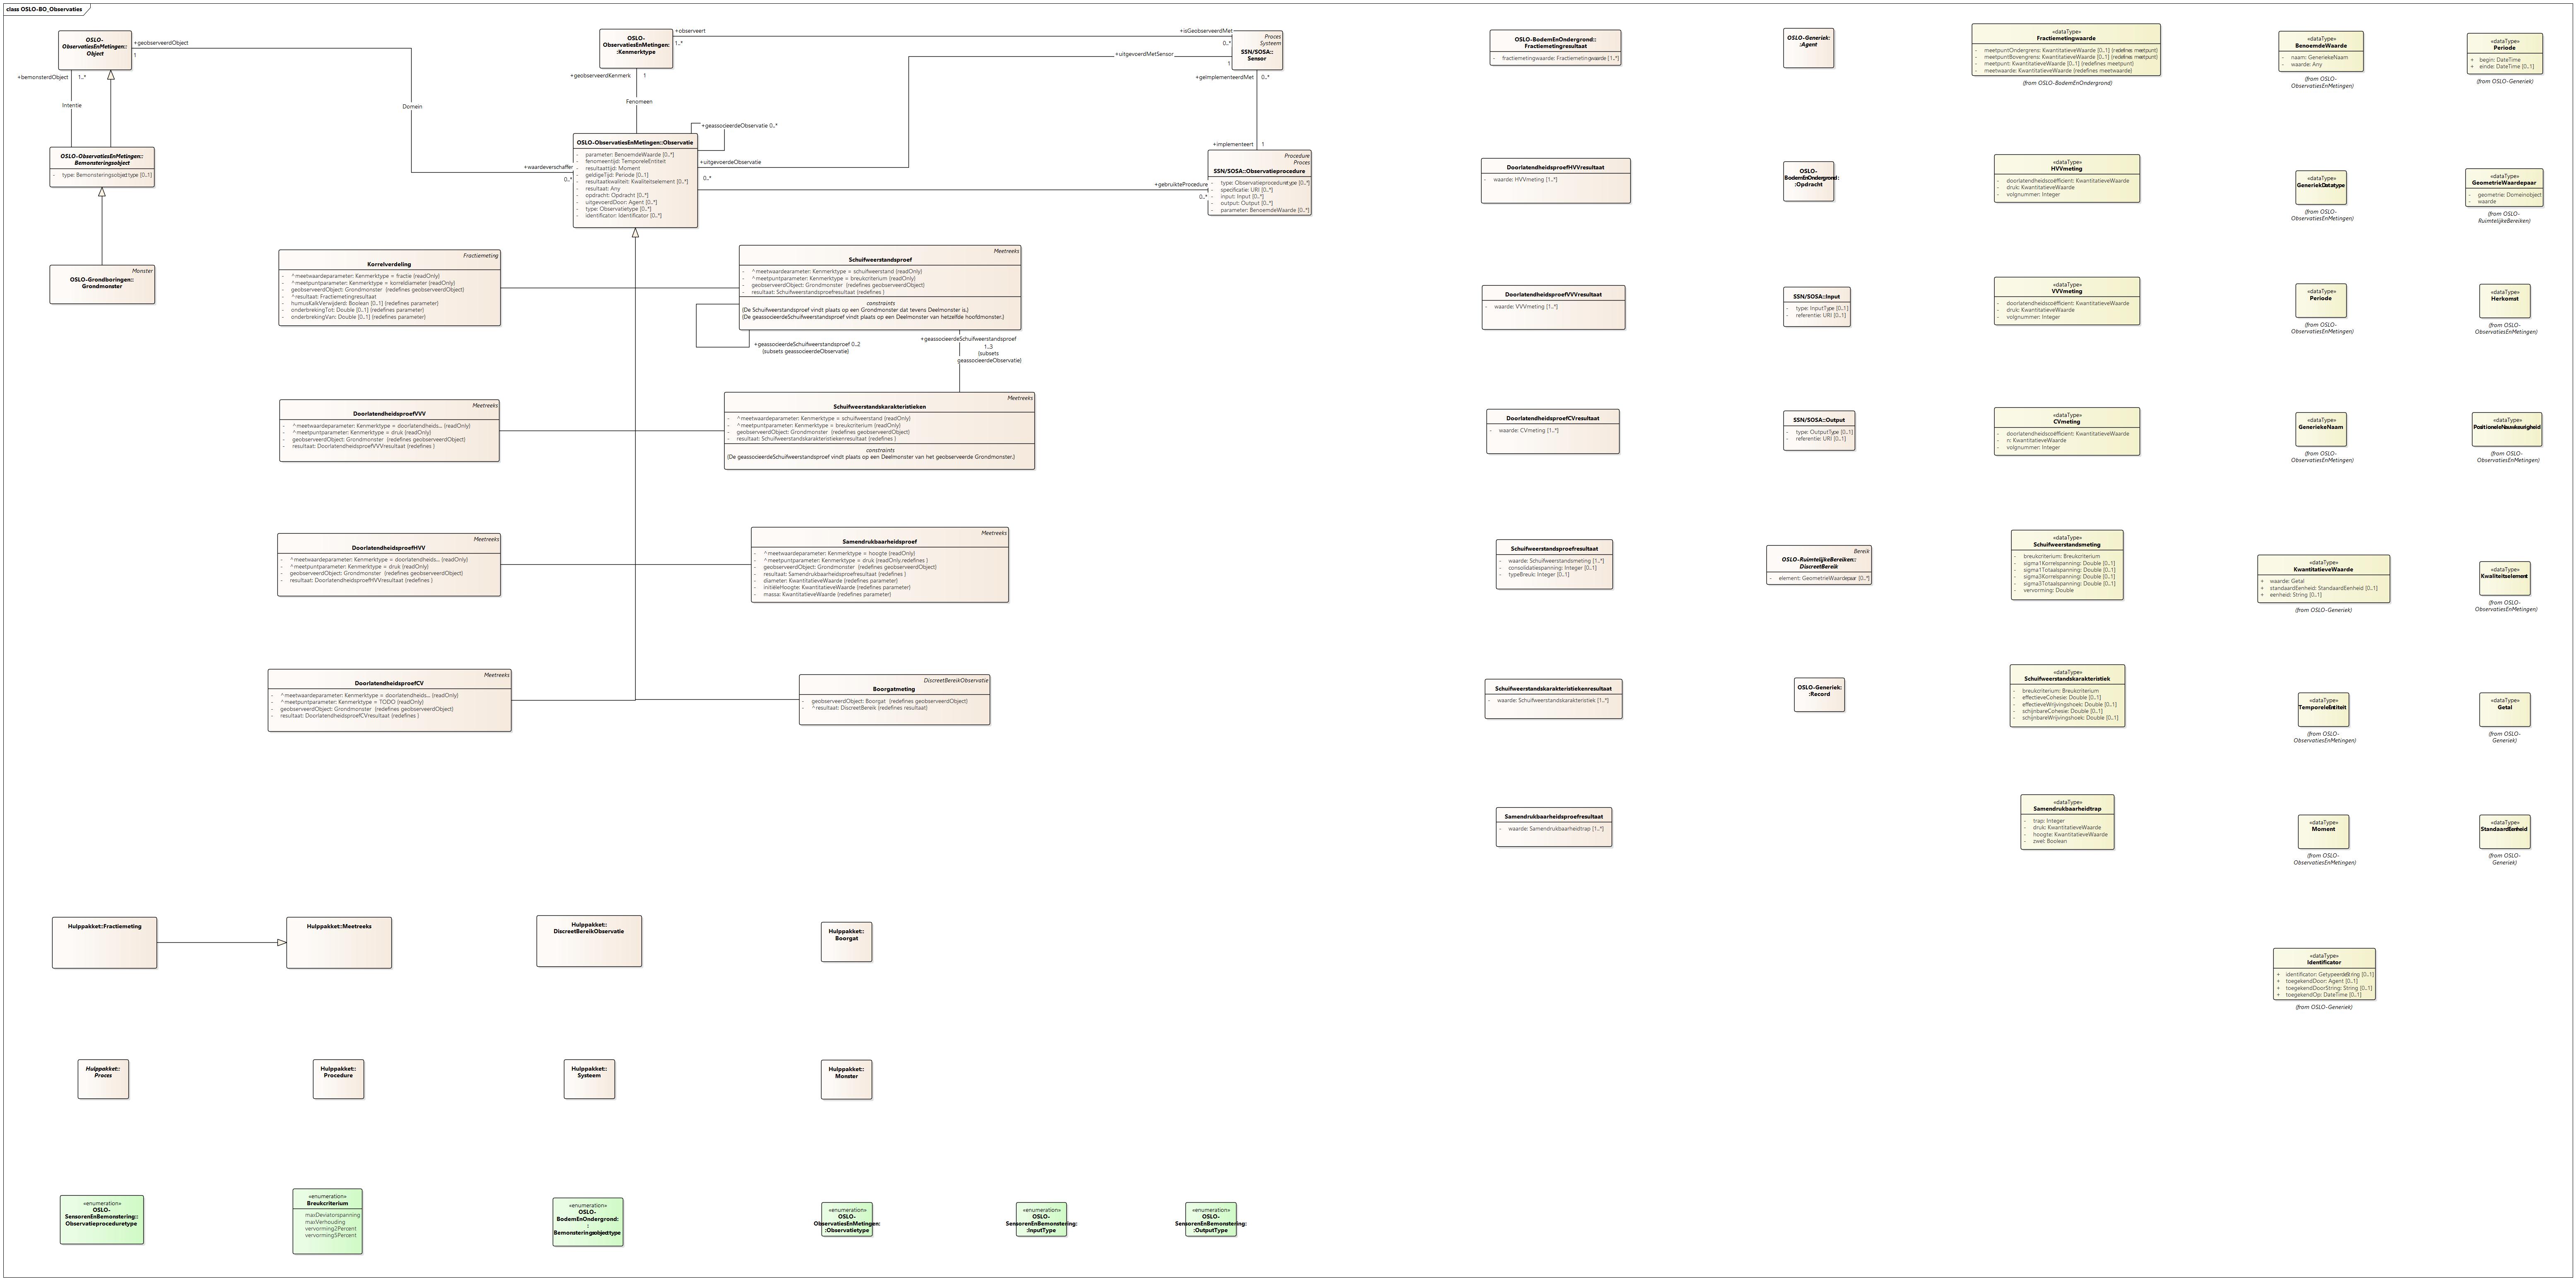 class OSLO-BO_Observaties
OSLO-
ObservatiesEnMetingen::
Object
+geobserveerdObject
1
+bemonsterdObject
1..*
Intentie
Domein
OSLO-ObservatiesEnMetingen::
Bemonsteringsobject
- type: Bemonsteringsobjecttype [0..1]
Monster
OSLO-Grondboringen::
Grondmonster
OSLO-
ObservatiesEnMetingen:
:Kenmerktype
+observeert
1..*
+isGeobserveerdMet
0..*
+geobserveerdKenmerk
1
Fenomeen
+uitgevoerdMetSensor
1
Proces
Systeem
SSN/SOSA::
Sensor
+geimplementeerdMet
0..*
+implementeert
1
+geassocieerdeObservatie 0..*
OSLO-ObservatiesEnMetingen::Observatie
- parameter: BenoemdeWaarde [0..*]
- fenomeentijd: TemporeleEntiteit
- resultaattijd: Moment
- geldigeTijd: Periode [0..1]
- resultaatkwaliteit: Kwaliteitselement [0..*]
- resultaat: Any
- opdracht: Opdracht [0..*]
- uitgevoerdDoor: Agent [0..*]
- type: Observatietype [0..*]
- identificator: Identificator [0..*]
+waardeverschaffer
0..*
+uitgevoerdeObservatie
0..*
+gebruikteProcedure
0..*
Procedure
Proces
SSN/SOSA::Observatieprocedure
- type: Observatieproceduretype [0..*]
- specificatie: URI [0..*]
- input: Input [0..*]
- output: Output [0..*]
- parameter: BenoemdeWaarde [0..*]
Fractiemeting
Korrelverdeling
- ^meetwaardeparameter: Kenmerktype = fractie {readOnly}
- ^meetpuntparameter: Kenmerktype = korreldiameter {readOnly}
- geobserveerdObject: Grondmonster {redefines geobserveerdObject}
- ^resultaat: Fractiemetingresultaat
- humusKalkVerwijderd: Boolean [0..1] {redefines parameter}
- onderbrekingTot: Double [0..1] {redefines parameter}
- onderbrekingVan: Double [0..1] {redefines parameter}
Meetreeks
Schuifweerstandsproef
- ^meetwaardearameter: Kenmerktype = schuifweerstand {readOnly}
- ^meetpuntparameter: Kenmerktype = breukcriterium {readOnly}
- geobserveerdObject: Grondmonster {redefines geobserveerdObject}
- resultaat: Schuifweerstandsproefresultaat {redefines }
constraints
{De Schuifweerstandsproef vindt plaats op een Grondmonster dat tevens Deelmonster is.}
{De geassocieerdeSchuifweerstandsproef vindt plaats op een Deelmonster van hetzelfde hoofdmonster.}
+geassocieerdeSchuifweerstandsproef 0..2
{subsets geassocieerdeObservatie}
+geassocieerdeSchuifweerstandsproef
1..3
{subsets
geassocieerdeObservatie}
Meetreeks
DoorlatendheidsproefVVV
- ^meetwaardeparameter: Kenmerktype = doorlatendheids... {readOnly}
- ^meetpuntparameter: Kenmerktype = druk {readOnly}
- geobserveerdObject: Grondmonster {redefines geobserveerdObject}
- resultaat: DoorlatendheidsproefVVVresultaat {redefines }
Meetreeks
Schuifweerstandskarakteristieken
- ^meetwaardeparameter: Kenmerktype = schuifweerstand {readOnly}
- ^meetpuntparameter: Kenmerktype = breukcriterium {readOnly}
- geobserveerdObject: Grondmonster {redefines geobserveerdObject}
- resultaat: Schuifweerstandskarakteristiekenresultaat {redefines }
constraints
{De geassocieerdeSchuifweerstandsproef vindt plaats op een Deelmonster van het geobserveerde Grondmonster.}
Meetreeks
DoorlatendheidsproefHVV
- ^meetwaardeparameter: Kenmerktype = doorlatendheids... {readOnly}
- ^meetpuntparameter: Kenmerktype = druk {readOnly}
- geobserveerdObject: Grondmonster {redefines geobserveerdObject}
- resultaat: DoorlatendheidsproefHVVresultaat {redefines }
Meetreeks
Samendrukbaarheidsproef
- ^meetwaardeparameter: Kenmerktype = hoogte {readOnly}
- ^meetpuntparameter: Kenmerktype = druk {readOnly,redefines }
- geobserveerdObject: Grondmonster {redefines geobserveerdObject}
- resultaat: Samendrukbaarheidsproefresultaat {redefines }
- diameter: KwantitatieveWaarde {redefines parameter}
- initiëleHoogte: KwantitatieveWaarde {redefines parameter}
- massa: KwantitatieveWaarde {redefines parameter}
Meetreeks
DoorlatendheidsproefCV
- ^meetwaardeparameter: Kenmerktype = doorlatendheids... {readOnly}
- ^meetpuntparameter: Kenmerktype = TODO {readOnly}
- geobserveerdObject: Grondmonster {redefines geobserveerdObject}
- resultaat: DoorlatendheidsproefCVresultaat {redefines }
DiscreetBereikObservatie
Boorgatmeting
- geobserveerdObject: Boorgat {redefines geobserveerdObject}
- ^resultaat: DiscreetBereik {redefines resultaat}
Hulppakket::Fractiemeting
Hulppakket::Meetreeks
Hulppakket::
DiscreetBereikObservatie
Hulppakket::
Boorgat
Hulppakket::
Proces
Hulppakket::
Procedure
Hulppakket::
Systeem
Hulppakket::
Monster
«enumeration»
OSLO-
SensorenEnBemonstering::
Observatieproceduretype
«enumeration»
Breukcriterium
maxDeviatorspanning
maxVerhouding
vervorming2Percent
vervorming5Percent
«enumeration»
OSLO-
BodemEnOndergrond:
:
Bemonsteringsobjecttype
«enumeration»
OSLO-
ObservatiesEnMetingen:
:Observatietype
«enumeration»
OSLO-
SensorenEnBemonstering:
:InputType
«enumeration»
OSLO-
SensorenEnBemonstering:
:OutputType
OSLO-BodemEnOndergrond::
Fractiemetingresultaat
- fractiemetingwaarde: Fractiemetingwaarde [1..*]
DoorlatendheidsproefHVVresultaat
- waarde: HVVmeting [1..*]
DoorlatendheidsproefVVVresultaat
- waarde: VVVmeting [1..*]
DoorlatendheidsproefCVresultaat
- waarde: CVmeting [1..*]
Schuifweerstandsproefresultaat
- waarde: Schuifweerstandsmeting [1..*]
- consolidatiespanning: Integer [0..1]
- typeBreuk: Integer [0..1]
Schuifweerstandskarakteristiekenresultaat
- waarde: Schuifweerstandskarakteristiek [1..*]
Samendrukbaarheidsproefresultaat
- waarde: Samendrukbaarheidtrap [1..*]
OSLO-Generiek:
:Agent
OSLO-
BodemEnOndergrond:
:Opdracht
SSN/SOSA::Input
- type: InputType [0..1]
- referentie: URI [0..1]
SSN/SOSA::Output
- type: OutputType [0..1]
- referentie: URI [0..1]
Bereik
OSLO-RuimtelijkeBereiken::
DiscreetBereik
- element: GeometrieWaardepaar [0..*]
OSLO-Generiek:
:Record
«dataType»
Fractiemetingwaarde
- meetpuntOndergrens: KwantitatieveWaarde [0..1] {redefines meetpunt}
- meetpuntBovengrens: KwantitatieveWaarde [0..1] {redefines meetpunt}
- meetpunt: KwantitatieveWaarde [0..1] {redefines meetpunt}
- meetwaarde: KwantitatieveWaarde {redefines meetwaarde}
(from OSLO-BodemEnOndergrond)
«dataType»
HVVmeting
- doorlatendheidscoëfficient: KwantitatieveWaarde
- druk: KwantitatieveWaarde
- volgnummer: Integer
«dataType»
VVVmeting
- doorlatendheidscoëfficient: KwantitatieveWaarde
- druk: KwantitatieveWaarde
- volgnummer: Integer
«dataType»
CVmeting
- doorlatendheidscoëfficient: KwantitatieveWaarde
- n: KwantitatieveWaarde
- volgnummer: Integer
«dataType»
Schuifweerstandsmeting
- breukcriterium: Breukcriterium
- sigma1Korrelspanning: Double [0..1]
- sigma1Totaalspanning: Double [0..1]
- sigma3Korrelspanning: Double [0..1]
- sigma3Totaalspanning: Double [0..1]
- vervorming: Double
«dataType»
Schuifweerstandskarakteristiek
- breukcriterium: Breukcriterium
- effectieveCohesie: Double [0..1]
- effectieveWrijvingshoek: Double [0..1]
- schijnbareCohesie: Double [0..1]
- schijnbareWrijvingshoek: Double [0..1]
«dataType»
Samendrukbaarheidtrap
- trap: Integer
- druk: KwantitatieveWaarde
- hoogte: KwantitatieveWaarde
- zwel: Boolean
«dataType»
BenoemdeWaarde
- naam: GeneriekeNaam
- waarde: Any
(from OSLO-
ObservatiesEnMetingen)
«dataType»
GeneriekDatatype
(from OSLO-
ObservatiesEnMetingen)
«dataType»
Periode
(from OSLO-
ObservatiesEnMetingen)
«dataType»
GeneriekeNaam
(from OSLO-
ObservatiesEnMetingen)
«dataType»
KwantitatieveWaarde
+ waarde: Getal
+ standaardEenheid: StandaardEenheid [0..1]
+ eenheid: String [0..1]
(from OSLO-Generiek)
«dataType»
TemporeleEntiteit
(from OSLO-
ObservatiesEnMetingen)
«dataType»
Moment
(from OSLO-
ObservatiesEnMetingen)
«dataType»
Identificator
+ identificator: GetypeerdeString [0..1]
+ toegekendDoor: Agent [0..1]
+ toegekendDoorString: String [0..1]
+ toegekendOp: DateTime [0..1]
(from OSLO-Generiek)
«dataType»
Periode
+ begin: DateTime
+ einde: DateTime [0..1]
(from OSLO-Generiek)
«dataType»
GeometrieWaardepaar
- geometrie: Domeinobject
- waarde
(from OSLO-
RuimtelijkeBereiken)
«dataType»
Herkomst
(from OSLO-
ObservatiesEnMetingen)
«dataType»
PositioneleNauwkeurigheid
(from OSLO-
ObservatiesEnMetingen)
«dataType»
Kwaliteitselement
(from OSLO-
ObservatiesEnMetingen)
«dataType»
Getal
(from OSLO-
Generiek)
«dataType»
StandaardEenheid
(from OSLO-
Generiek)